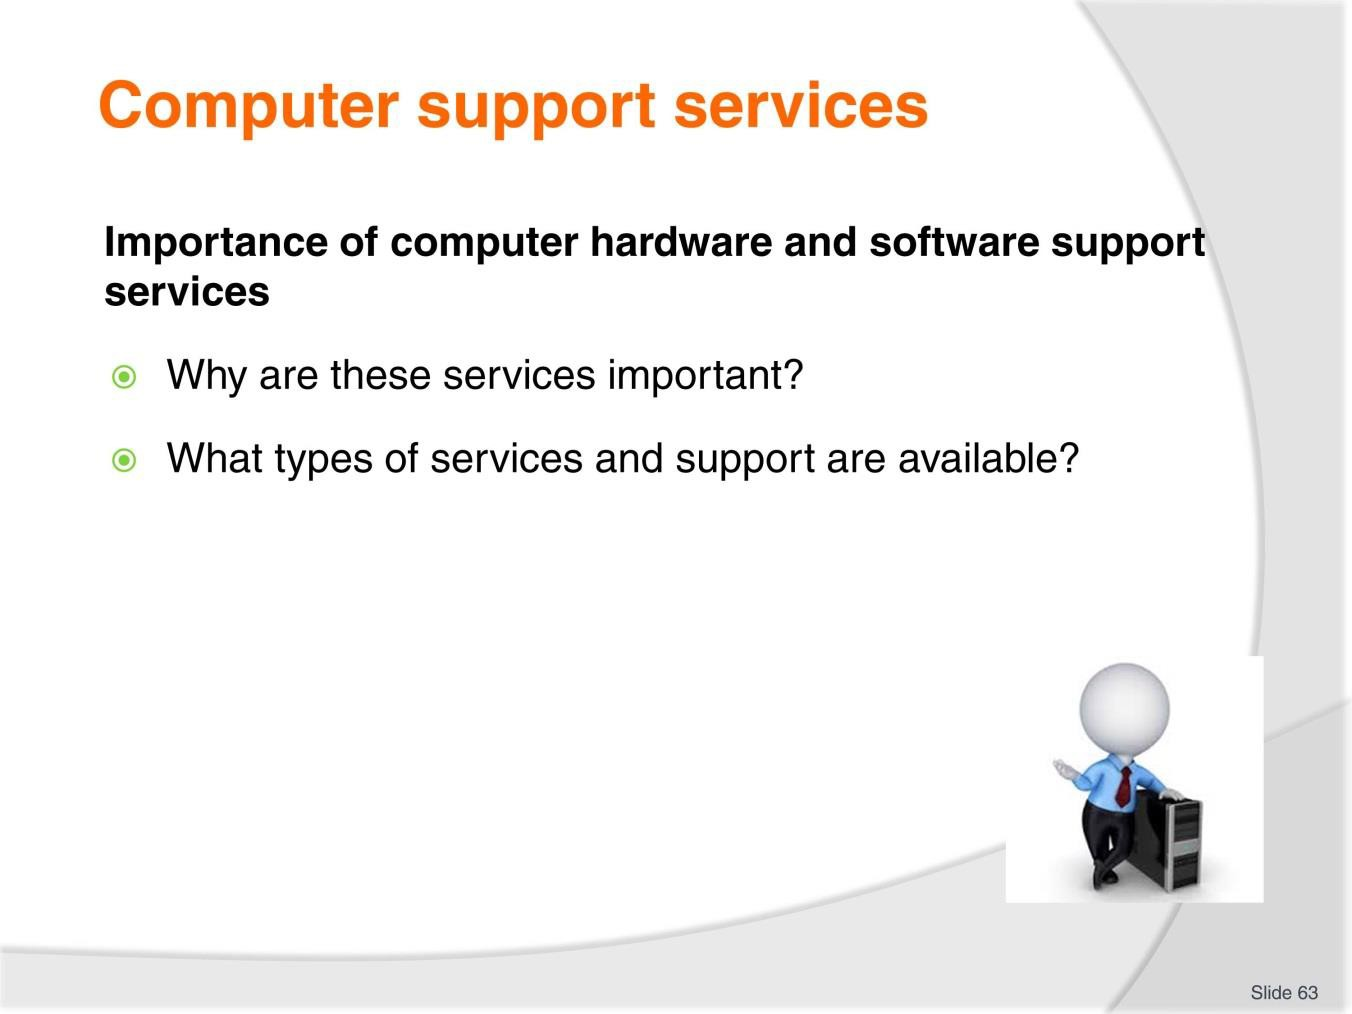 Computer support services
Importance of computer hardware and software support
services
Why are these services important?
What types of services and support are available?
Slide 63